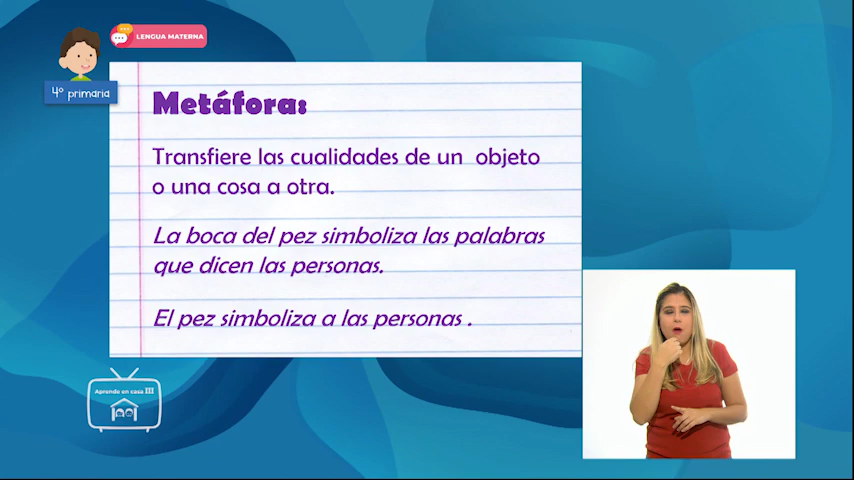 LENGUA MATERNA
4º primaria
Metáfora:
Transfiere las cualidades de un objeto
o una cosa a otra.
La boca del pez simboliza las palabras
que dicen las personas.
El pez simboliza a las personas .
Aprende en casa III